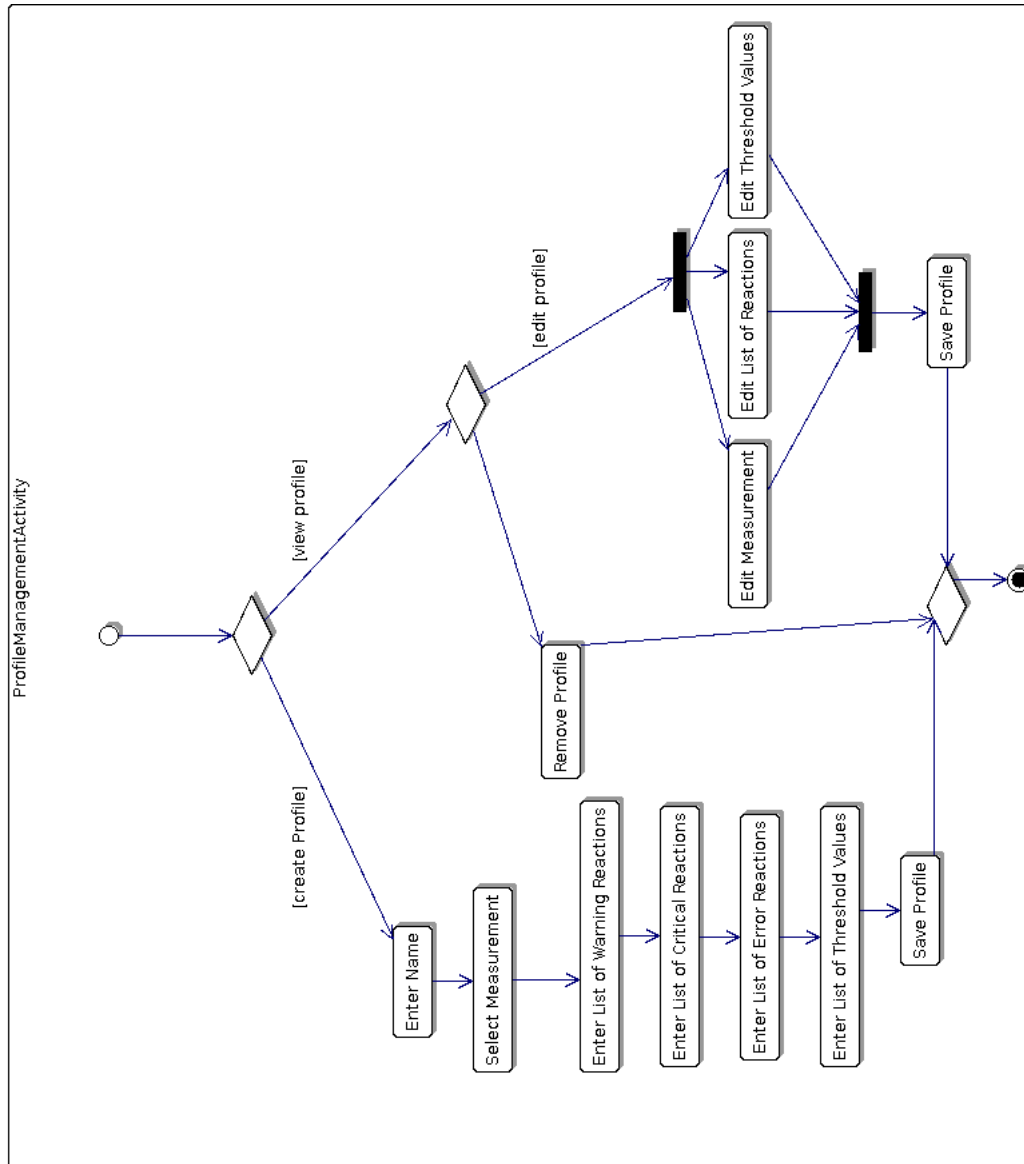 ProfileManagementActivity
[create Profile]
[view profile]
Enter Name
Select Measurement
[edit profile]
Remove Profile
Enter List of Warning Reactions
Enter List of Critical Reactions
Enter List of Error Reactions
Enter List of Threshold Values
Save Profile
Edit Measurement
Edit List of Reactions
Edit Threshold Values
Save Profile